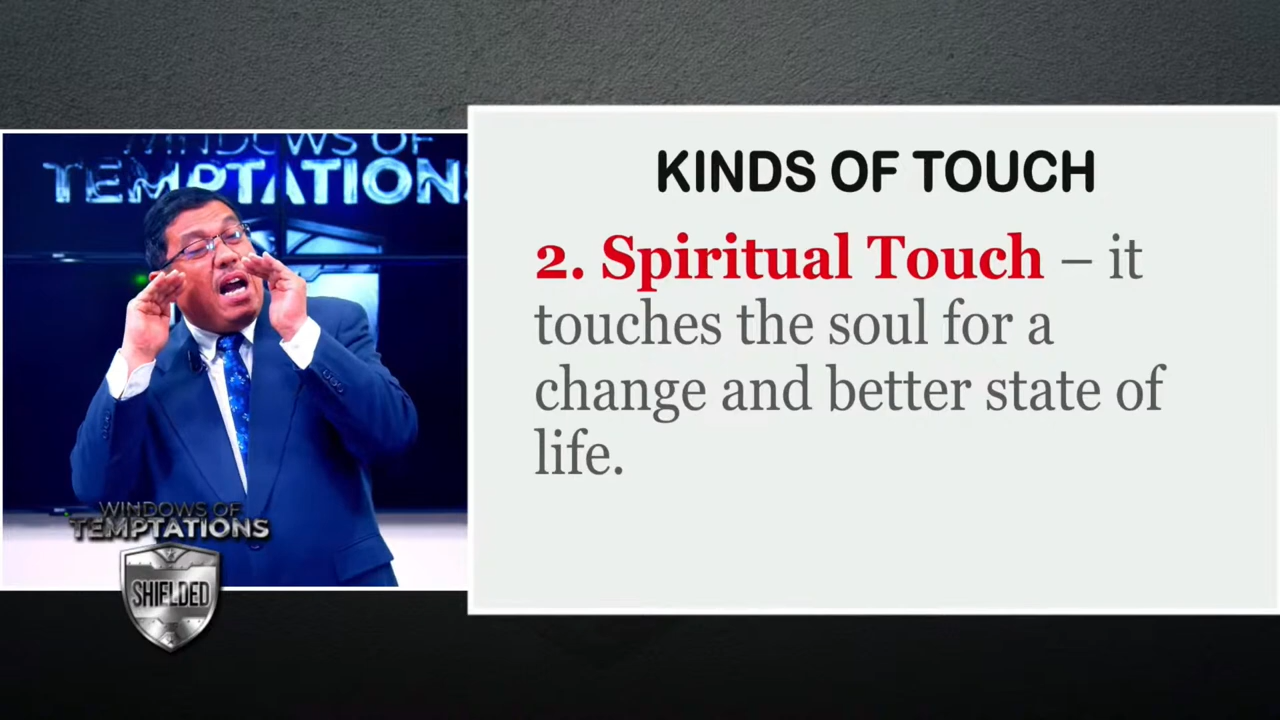 WINDOWS OF
TEMPTATIONS
KINDS OF TOUCH
2. Spiritual Touch – it
touches the soul for a
change and better state of
life.
WINDOWS OF
TEMPTATIONS
SHIELDED